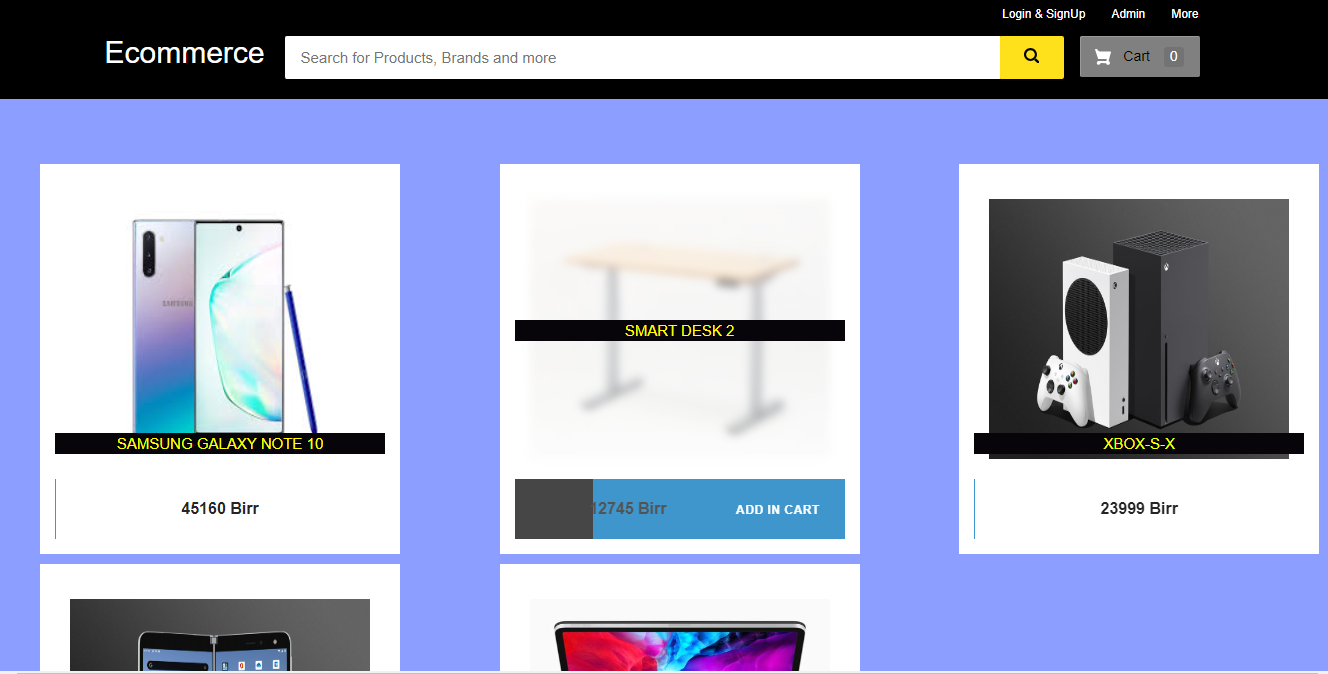 Login & SignUp Admin More
Ecommerce
Search for Products, Brands and more
Cart 0
SAMSUNG
SMART DESK 2
SAMSUNG GALAXY NOTE 10
XBOX-S-X
45160 Birr
12745 Birr
ADD IN CART
23999 Birr